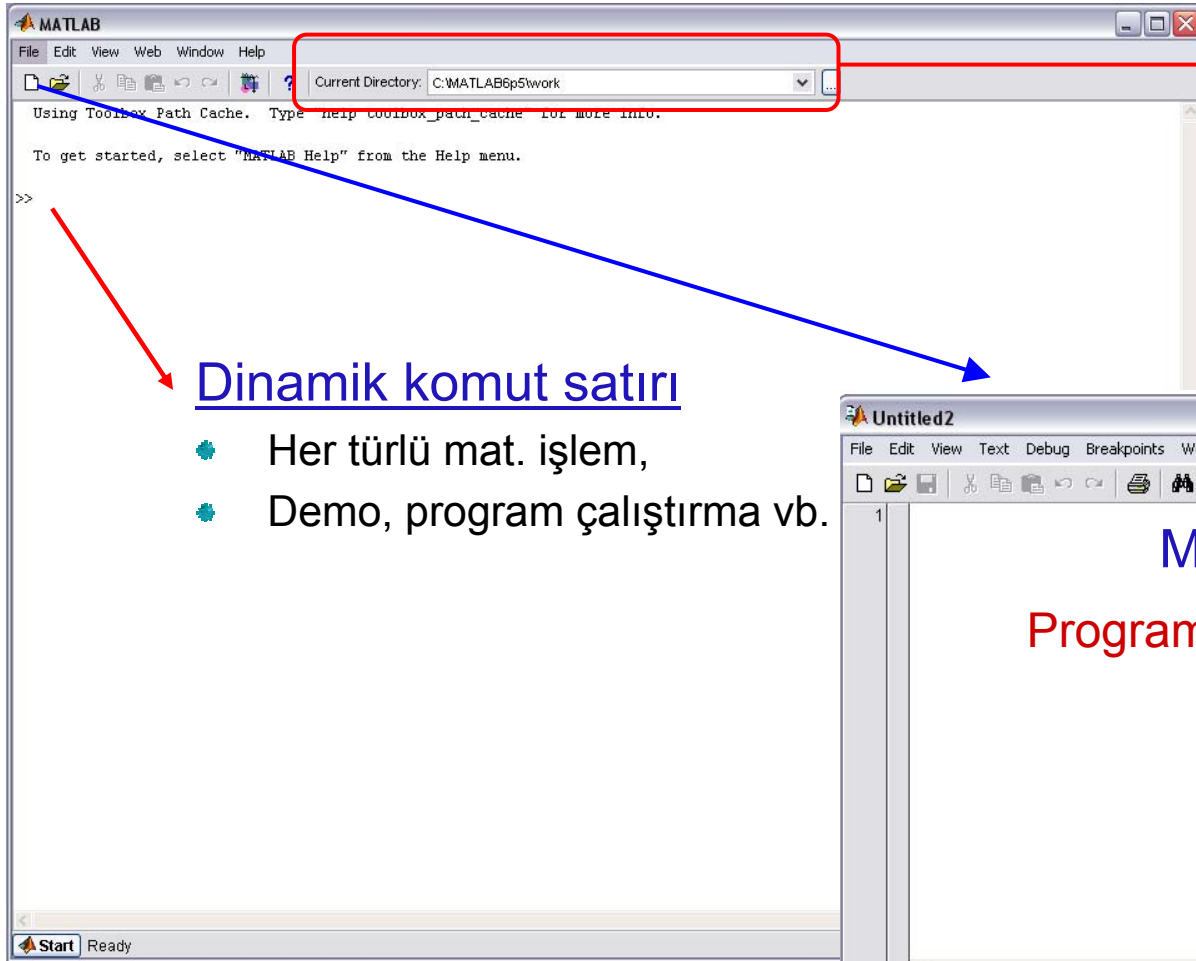 MATLAB
File Edit View Web Window Help
? Current Directory: C:\MATLAB6p5\work ...
Using Toolbox Path Cache. Type "help toolbox_path_cache" for more info.
To get started, select "MATLAB Help" from the Help menu.
>>
Dinamik komut satırı
Her türlü mat. işlem,
Demo, program çalıştırma vb.
Untitled2
File Edit View Text Debug Breakpoints W
1
M
Program
Start Ready